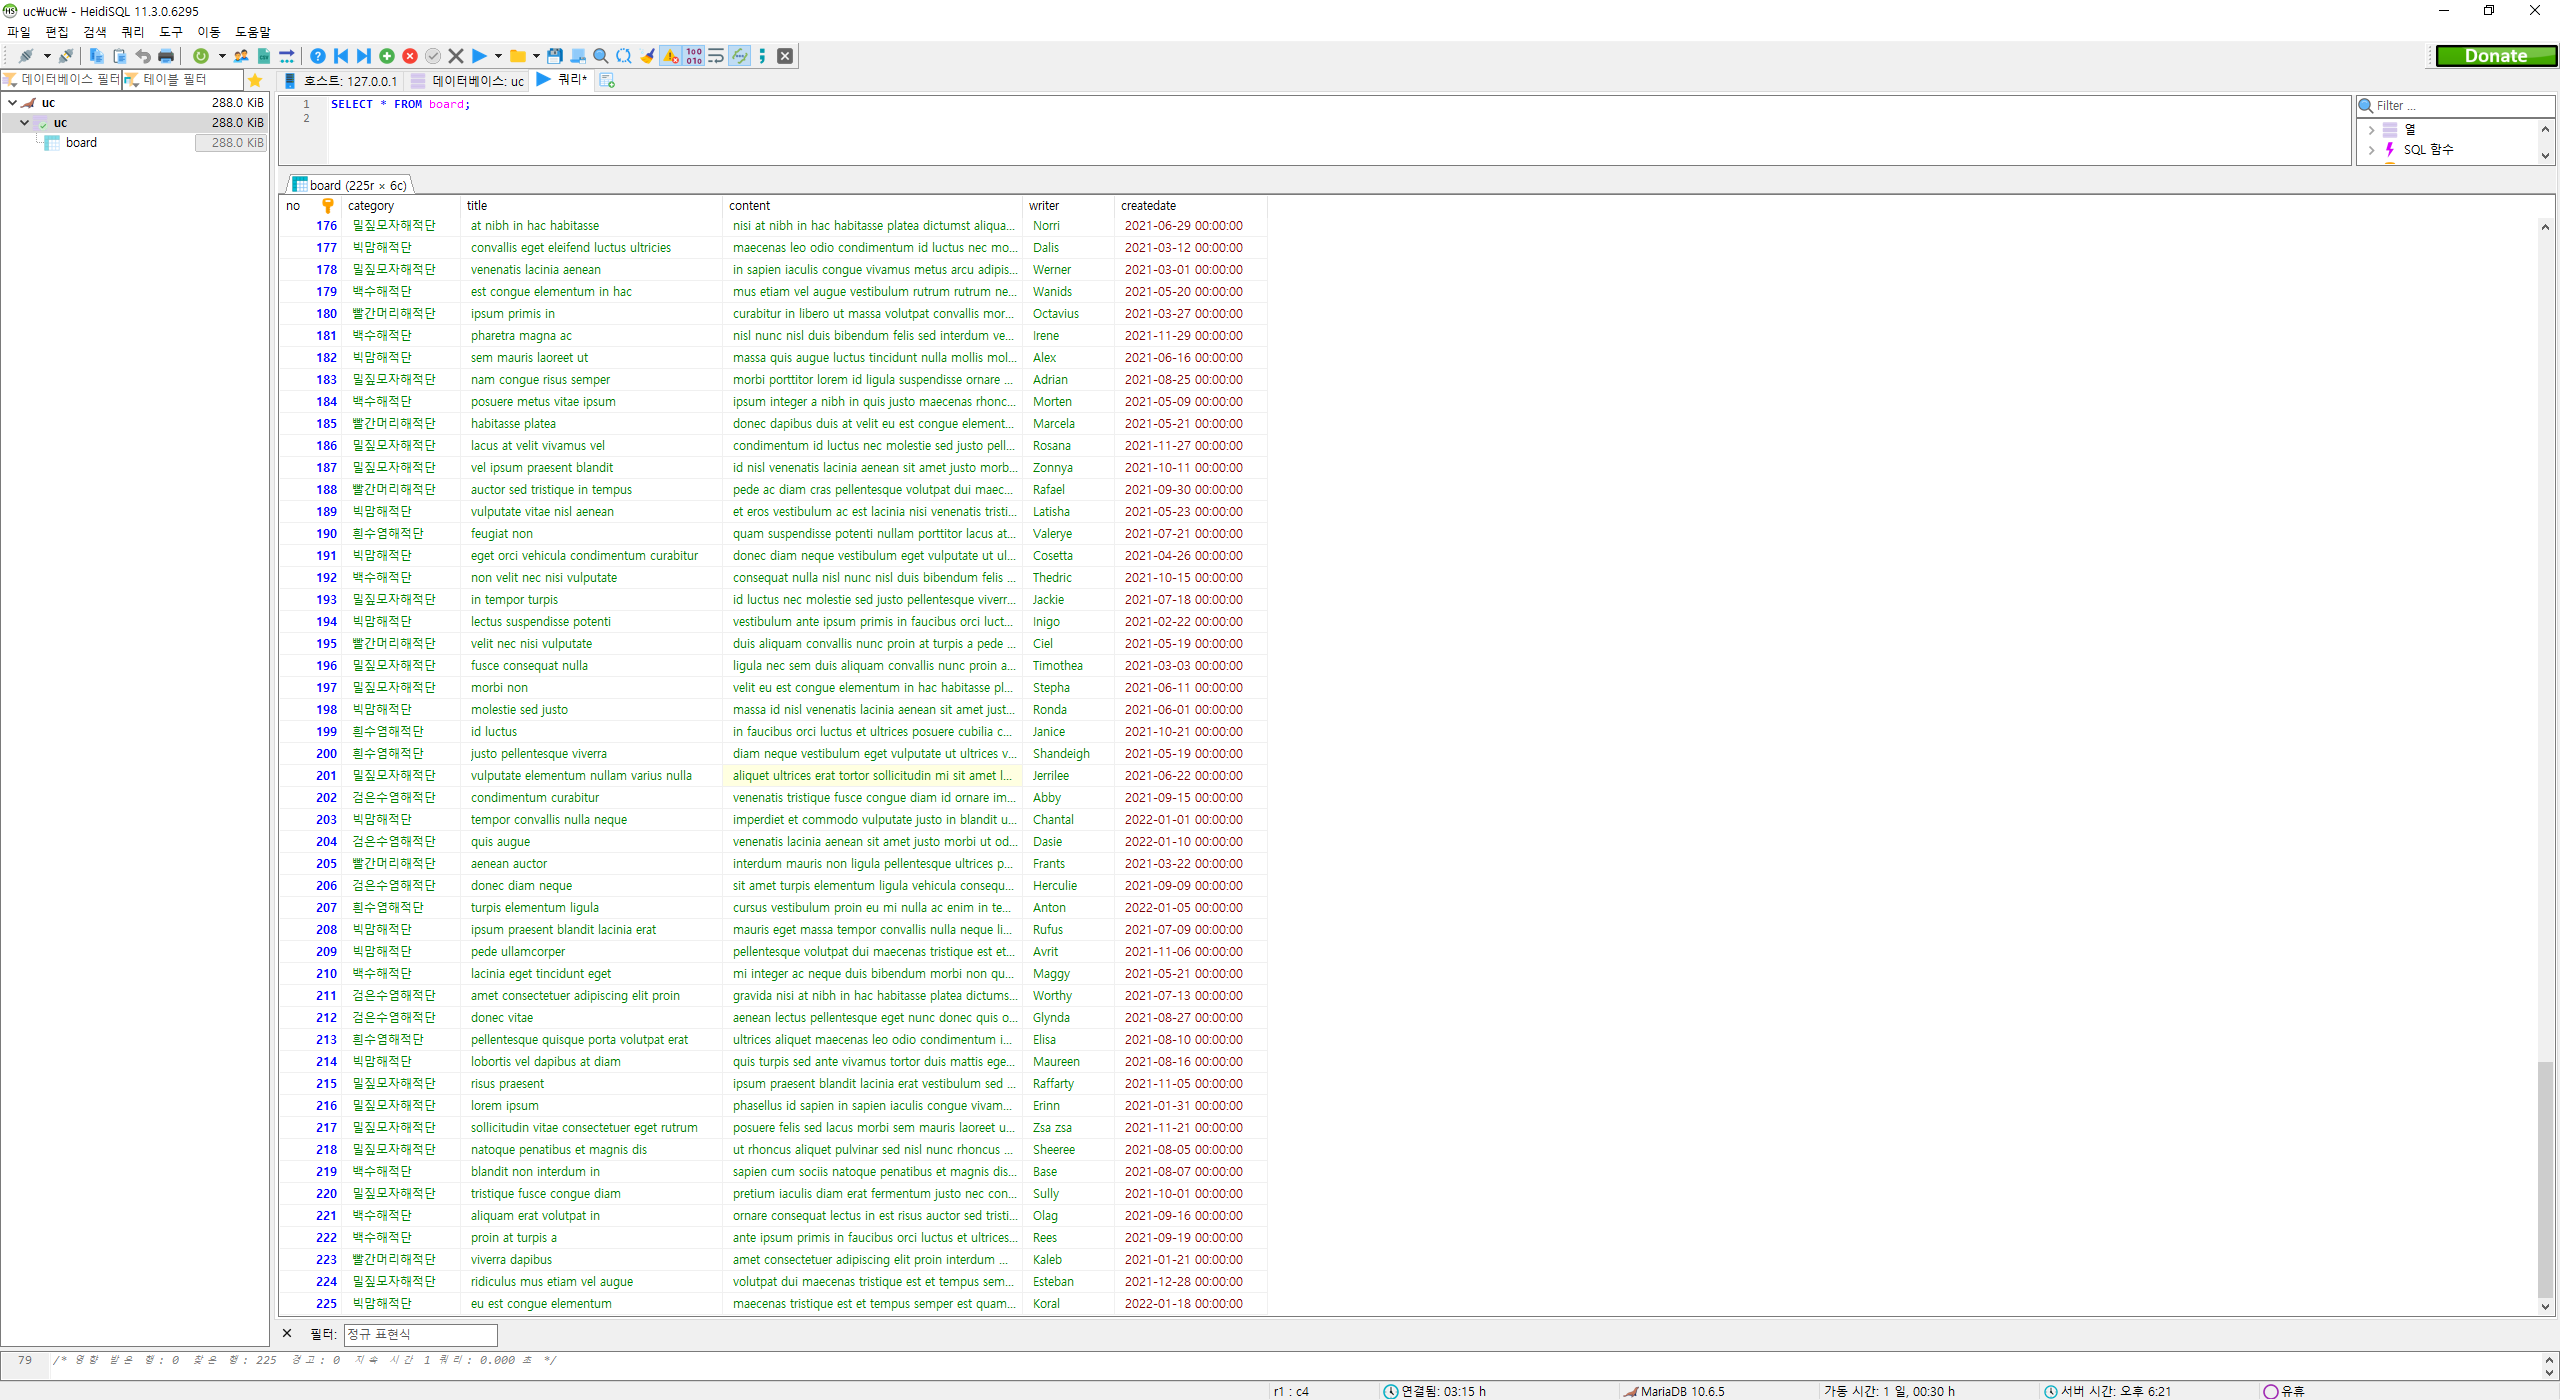 uc₩uc₩ - HeidiSQL 11.3.0.6295
파일 편집 검색 쿼리 도구 이동 도움말
Donate
데이터베이스 필터 테이블 필터
호스트: 127.0.0.1 데이터베이스: uc 쿼리*
uc 288.0 KiB
uc 288.0 KiB
board 288.0 KiB
1 SELECT * FROM board;
2
Filter ...
열
SQL 함수
board (225r × 6c)
no category title content writer createdate
176 밀짚모자해적단 at nibh in hac habitasse nisi at nibh in hac habitasse platea dictumst aliqua... Norri 2021-06-29 00:00:00
177 빅맘해적단 convallis eget eleifend luctus ultricies maecenas leo odio condimentum id luctus nec mo... Dalis 2021-03-12 00:00:00
178 밀짚모자해적단 venenatis lacinia aenean in sapien iaculis congue vivamus metus arcu adipis... Werner 2021-03-01 00:00:00
179 백수해적단 est congue elementum in hac mus etiam vel augue vestibulum rutrum rutrum ne... Wanids 2021-05-20 00:00:00
180 빨간머리해적단 ipsum primis in curabitur in libero ut massa volutpat convallis mor... Octavius 2021-03-27 00:00:00
181 백수해적단 pharetra magna ac nisl nunc nisl duis bibendum felis sed interdum ve... Irene 2021-11-29 00:00:00
182 빅맘해적단 sem mauris laoreet ut massa quis augue luctus tincidunt nulla mollis mol... Alex 2021-06-16 00:00:00
183 밀짚모자해적단 nam congue risus semper morbi porttitor lorem id ligula suspendisse ornare ... Adrian 2021-08-25 00:00:00
184 백수해적단 posuere metus vitae ipsum ipsum integer a nibh in quis justo maecenas rhonc... Morten 2021-05-09 00:00:00
185 빨간머리해적단 habitasse platea donec dapibus duis at velit eu est congue element... Marcela 2021-05-21 00:00:00
186 밀짚모자해적단 lacus at velit vivamus vel condimentum id luctus nec molestie sed justo pell... Rosana 2021-11-27 00:00:00
187 밀짚모자해적단 vel ipsum praesent blandit id nisl venenatis lacinia aenean sit amet justo morb... Zonnya 2021-10-11 00:00:00
188 빨간머리해적단 auctor sed tristique in tempus pede ac diam cras pellentesque volutpat dui maec... Rafael 2021-09-30 00:00:00
189 빅맘해적단 vulputate vitae nisl aenean et eros vestibulum ac est lacinia nisi venenatis tristi... Latisha 2021-05-23 00:00:00
190 흰수염해적단 feugiat non quam suspendisse potenti nullam porttitor lacus at... Valerye 2021-07-21 00:00:00
191 빅맘해적단 eget orci vehicula condimentum curabitur donec diam neque vestibulum eget vulputate ut ul... Cosetta 2021-04-26 00:00:00
192 백수해적단 non velit nec nisi vulputate consequat nulla nisl nunc nisl duis bibendum felis ... Thedric 2021-10-15 00:00:00
193 밀짚모자해적단 in tempor turpis id luctus nec molestie sed justo pellentesque viverr... Jackie 2021-07-18 00:00:00
194 빅맘해적단 lectus suspendisse potenti vestibulum ante ipsum primis in faucibus orci luct... Inigo 2021-02-22 00:00:00
195 빨간머리해적단 velit nec nisi vulputate duis aliquam convallis nunc proin at turpis a pede ... Ciel 2021-05-19 00:00:00
196 밀짚모자해적단 fusce consequat nulla ligula nec sem duis aliquam convallis nunc proin a... Timothea 2021-03-03 00:00:00
197 밀짚모자해적단 morbi non velit eu est congue elementum in hac habitasse pl... Stepha 2021-06-11 00:00:00
198 빅맘해적단 molestie sed justo massa id nisl venenatis lacinia aenean sit amet just... Ronda 2021-06-01 00:00:00
199 흰수염해적단 id luctus in faucibus orci luctus et ultrices posuere cubilia c... Janice 2021-10-21 00:00:00
200 흰수염해적단 justo pellentesque viverra diam neque vestibulum eget vulputate ut ultrices v... Shandeigh 2021-05-19 00:00:00
201 밀짚모자해적단 vulputate elementum nullam varius nulla aliquet ultrices erat tortor sollicitudin mi sit amet l... Jerrilee 2021-06-22 00:00:00
202 검은수염해적단 condimentum curabitur venenatis tristique fusce congue diam id ornare im... Abby 2021-09-15 00:00:00
203 빅맘해적단 tempor convallis nulla neque imperdiet et commodo vulputate justo in blandit u... Chantal 2022-01-01 00:00:00
204 검은수염해적단 quis augue venenatis lacinia aenean sit amet justo morbi ut od... Dasie 2022-01-10 00:00:00
205 빨간머리해적단 aenean auctor interdum mauris non ligula pellentesque ultrices p... Frants 2021-03-22 00:00:00
206 검은수염해적단 donec diam neque sit amet turpis elementum ligula vehicula consequ... Herculie 2021-09-09 00:00:00
207 흰수염해적단 turpis elementum ligula cursus vestibulum proin eu mi nulla ac enim in te... Anton 2022-01-05 00:00:00
208 빅맘해적단 ipsum praesent blandit lacinia erat mauris eget massa tempor convallis nulla neque li... Rufus 2021-07-09 00:00:00
209 빅맘해적단 pede ullamcorper pellentesque volutpat dui maecenas tristique est et... Avrit 2021-11-06 00:00:00
210 백수해적단 lacinia eget tincidunt eget mi integer ac neque duis bibendum morbi non qu... Maggy 2021-05-21 00:00:00
211 검은수염해적단 amet consectetuer adipiscing elit proin gravida nisi at nibh in hac habitasse platea dictums... Worthy 2021-07-13 00:00:00
212 검은수염해적단 donec vitae aenean lectus pellentesque eget nunc donec quis o... Glynda 2021-08-27 00:00:00
213 흰수염해적단 pellentesque quisque porta volutpat erat ultrices aliquet maecenas leo odio condimentum i... Elisa 2021-08-10 00:00:00
214 빅맘해적단 lobortis vel dapibus at diam quis turpis sed ante vivamus tortor duis mattis ege... Maureen 2021-08-16 00:00:00
215 밀짚모자해적단 risus praesent ipsum praesent blandit lacinia erat vestibulum sed ... Raffarty 2021-11-05 00:00:00
216 밀짚모자해적단 lorem ipsum phasellus id sapien in sapien iaculis congue vivam... Erinn 2021-01-31 00:00:00
217 밀짚모자해적단 sollicitudin vitae consectetuer eget rutrum posuere felis sed lacus morbi sem mauris laoreet u... Zsa zsa 2021-11-21 00:00:00
218 밀짚모자해적단 natoque penatibus et magnis dis ut rhoncus aliquet pulvinar sed nisl nunc rhoncus ... Sheeree 2021-08-05 00:00:00
219 백수해적단 blandit non interdum in sapien cum sociis natoque penatibus et magnis dis... Base 2021-08-07 00:00:00
220 밀짚모자해적단 tristique fusce congue diam pretium iaculis diam erat fermentum justo nec con... Sully 2021-10-01 00:00:00
221 백수해적단 aliquam erat volutpat in ornare consequat lectus in est risus auctor sed tristi... Olag 2021-09-16 00:00:00
222 백수해적단 proin at turpis a ante ipsum primis in faucibus orci luctus et ultrices... Rees 2021-09-19 00:00:00
223 빨간머리해적단 viverra dapibus amet consectetuer adipiscing elit proin interdum ... Kaleb 2021-01-21 00:00:00
224 밀짚모자해적단 ridiculus mus etiam vel augue volutpat dui maecenas tristique est et tempus sem... Esteban 2021-12-28 00:00:00
225 빅맘해적단 eu est congue elementum maecenas tristique est et tempus semper est quam... Koral 2022-01-18 00:00:00
필터: 정규 표현식
79 /* 영향 받은 행: 0 찾은 행: 225 경고: 0 지속 시간 1 쿼리: 0.000 초 */
r1 : c4 연결됨: 03:15 h MariaDB 10.6.5 가동 시간: 1 일, 00:30 h 서버 시간: 오후 6:21 유휴